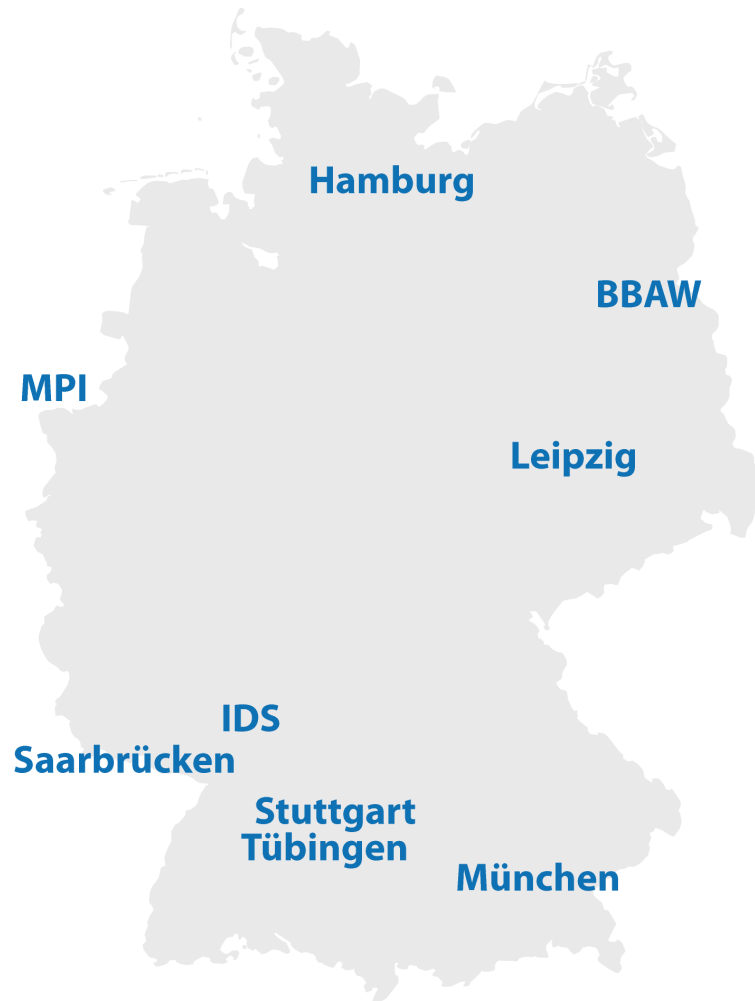 Hamburg
BBAW
MPI
Leipzig
IDS
Saarbrücken
Stuttgart
Tübingen
München